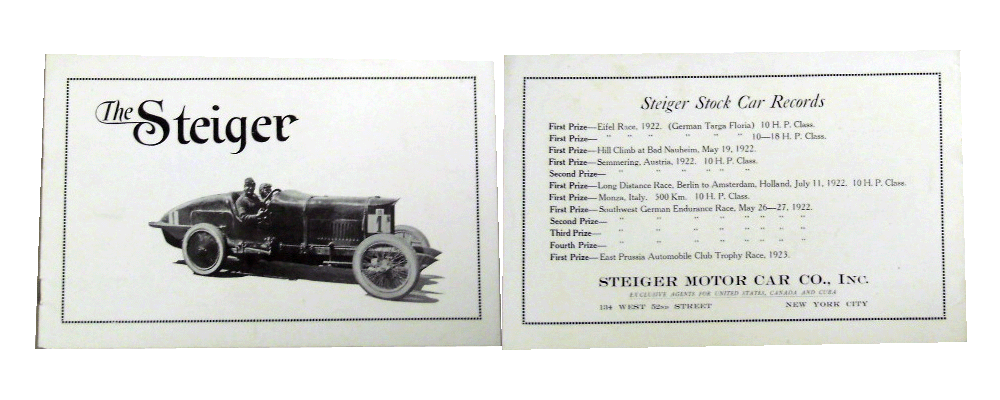 The Steiger
Steiger Stock Car Records
First Prize—Eifel Race, 1922. (German Targa Floria) 10 H. P. Class.
First Prize— " " " " " " 10—18 H. P. Class.
First Prize—Hill Climb at Bad Nauheim, May 19, 1922.
First Prize—Semmering, Austria, 1922. 10 H. P. Class.
Second Prize— " " " " " "
First Prize—Long Distance Race, Berlin to Amsterdam, Holland, July 11, 1922. 10 H. P. Class.
First Prize—Monza, Italy. 500 Km. 10 H. P. Class.
First Prize—Southwest German Endurance Race, May 26—27, 1922.
Second Prize— " " " " " " "
Third Prize— " " " " " " "
Fourth Prize— " " " " " " "
First Prize—East Prussia Automobile Club Trophy Race, 1923.
STEIGER MOTOR CAR CO., INC.
EXCLUSIVE AGENTS FOR UNITED STATES, CANADA AND CUBA
134 WEST 52ND STREET NEW YORK CITY